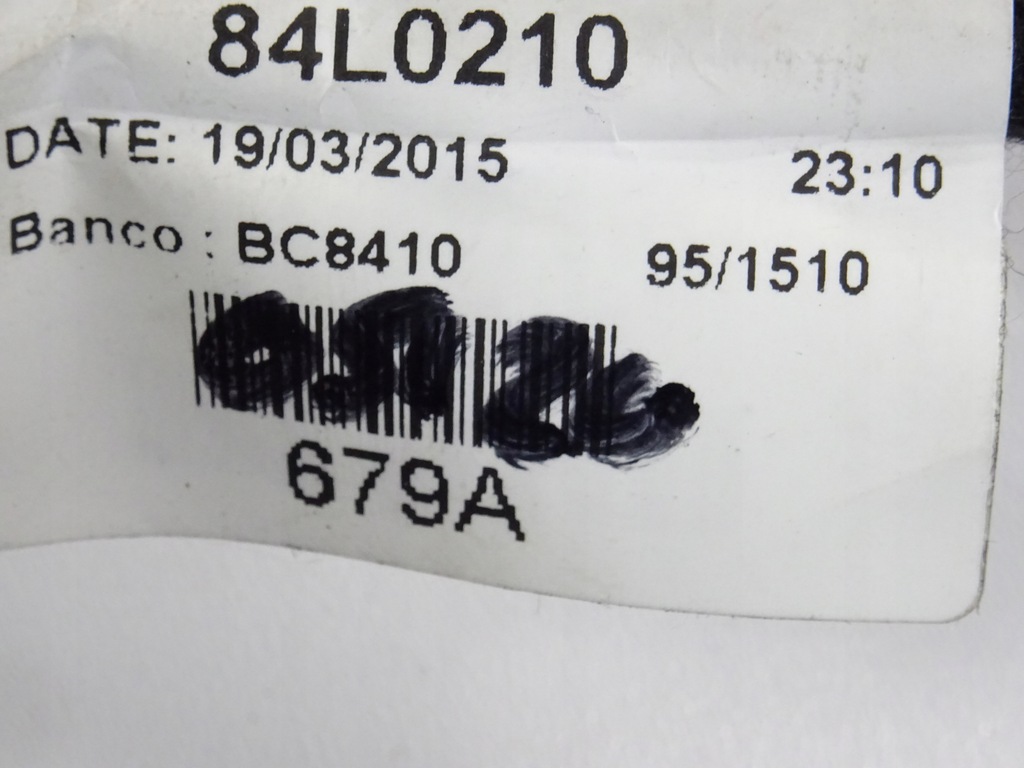 84L0210
DATE: 19/03/2015 23:10
Banco : BC8410 95/1510
679A